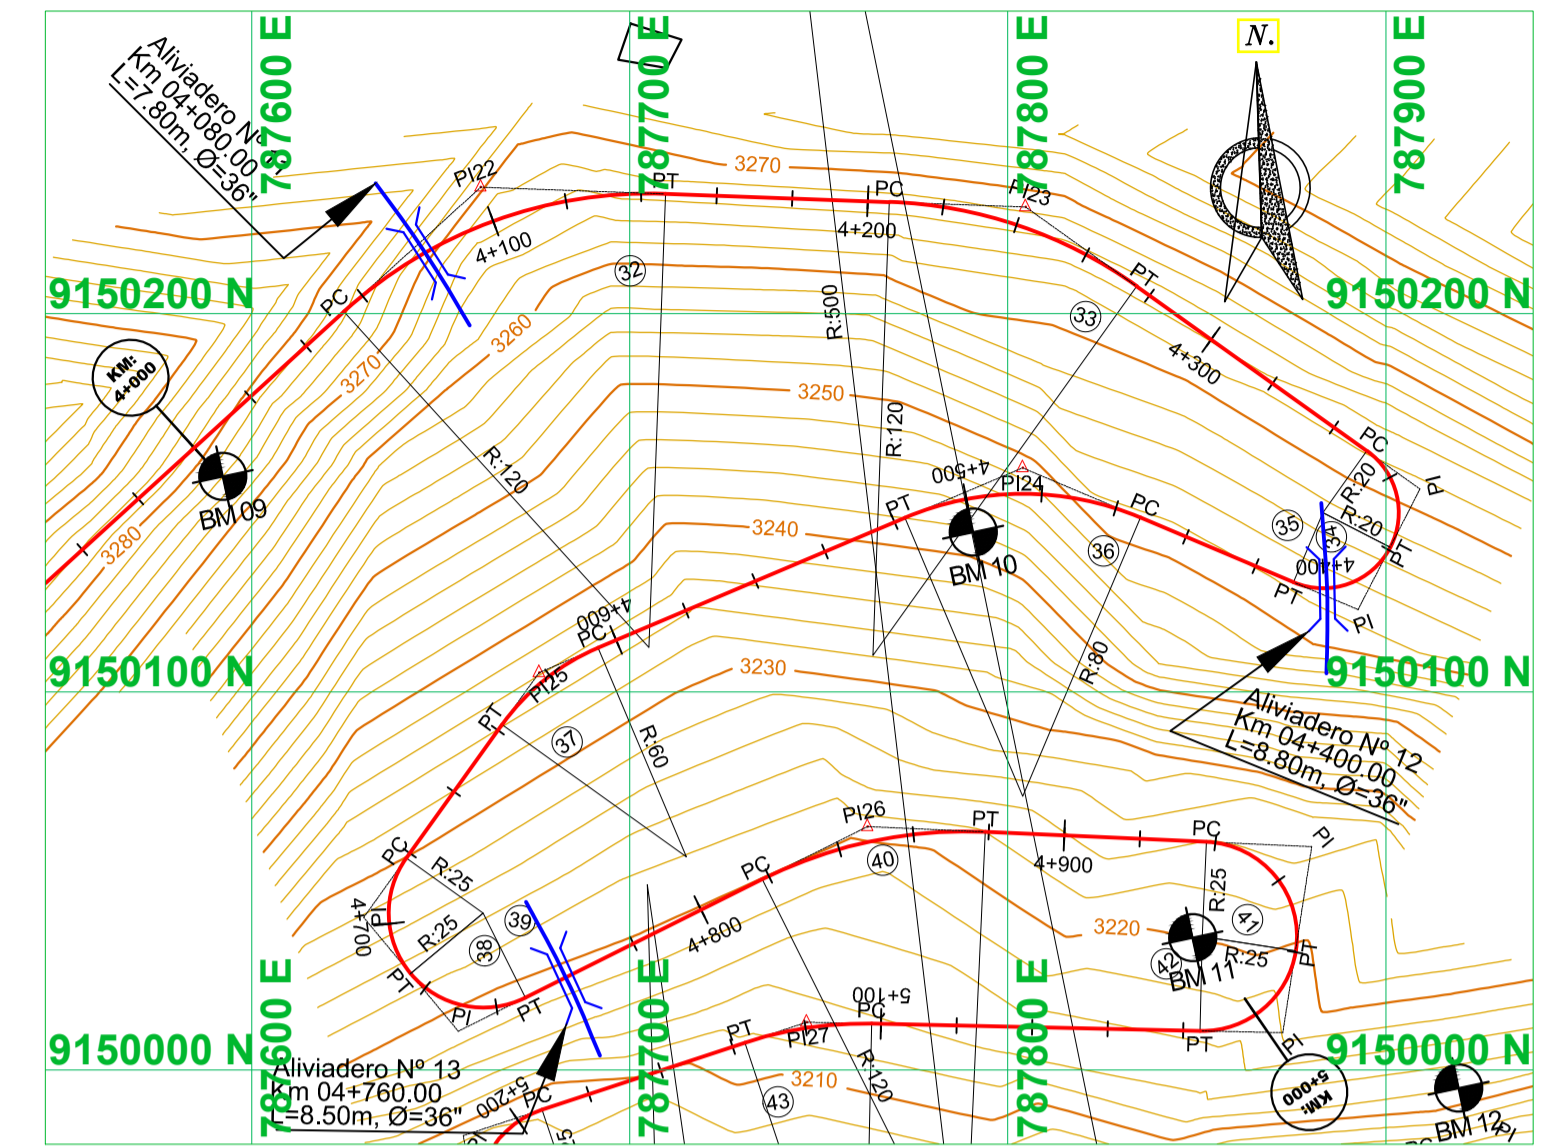 787600 E
787700 E
787800 E
787900 E
N.
Aliviadero Nº
Km 04+080.00
L=7.80m, Ø=36"
PI22
PT
3270
PC
PI23
4+100
4+200
32
PC
PT
9150200 N
9150200 N
R:500
33
3260
3270
4+300
KM:
4+000
3250
R:120
R:120
PC
PI
R:20
R:20
4+500
PI24
PT
PC
BM 09
3280
3240
35
34
36
PT
4+400
BM 10
PT
PI
4+600
PC
3230
R:80
9150100 N
9150100 N
PI25
PT
37
R:60
Aliviadero Nº 12
Km 04+400.00
L=8.80m, Ø=36"
PI26
PT
PC
PI
PC
R:25
PC
40
4+900
R:25
4+700
PI
R:25
39
38
4+800
3220
41
PT
42
R:25
BM 11
PT
PI
PT
5+100
PC
PT
PI27
PT
PI
9150000 N
9150000 N
787600 E
787700 E
787800 E
Aliviadero Nº 13
Km 04+760.00
L=8.50m, Ø=36"
5+200
PC
3210
43
R:120
KM:
5+000
BM 12
PI